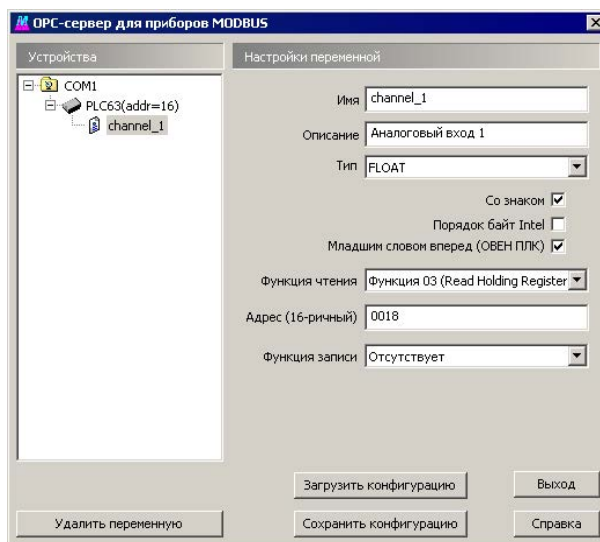 OPC-сервер для приборов MODBUS
Устройства
Настройки переменной
COM1
PLC63(addr=16)
channel_1
Имя channel_1
Описание Аналоговый вход 1
Тип FLOAT
Со знаком
Порядок байт Intel
Младшим словом вперед (ОВЕН ПЛК)
Функция чтения Функция 03 (Read Holding Register
Адрес (16-ричный) 0018
Функция записи Отсутствует
Загрузить конфигурацию Выход
Удалить переменную Сохранить конфигурацию Справка